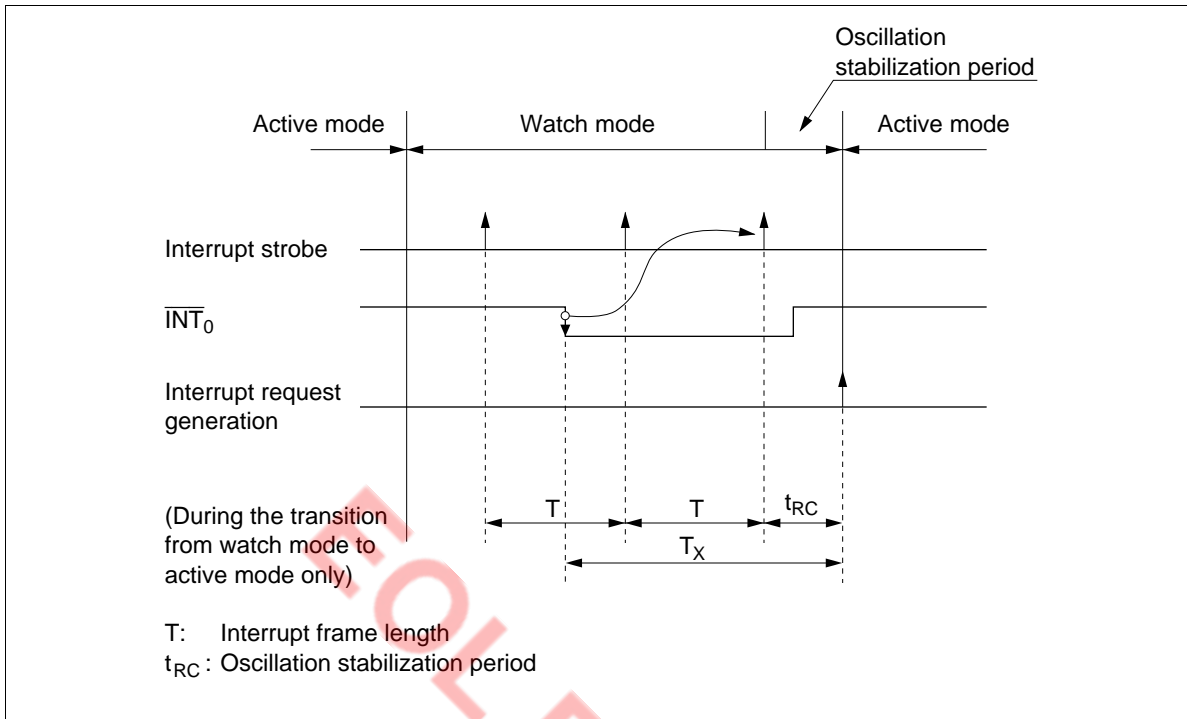 Oscillation
stabilization period
Active mode
Watch mode
Active mode
Interrupt strobe
INT0
Interrupt request
generation
T
T
tRC
TX
(During the transition
from watch mode to
active mode only)
T: Interrupt frame length
tRC : Oscillation stabilization period
EOL